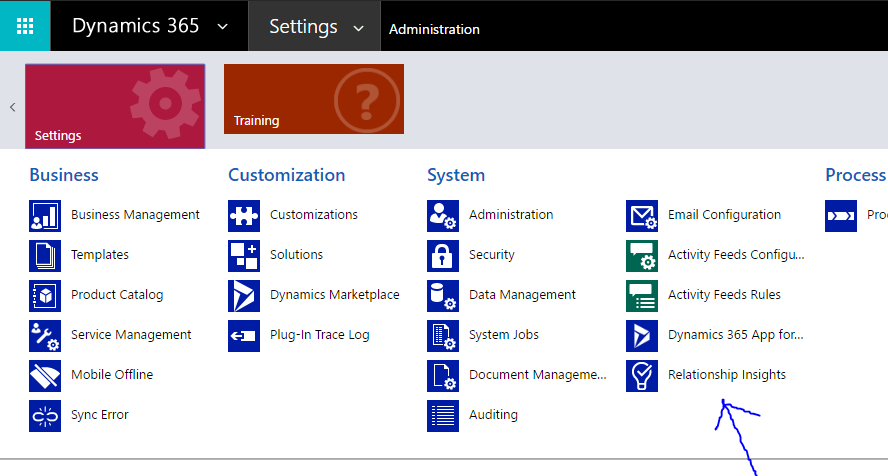 Dynamics 365
Settings
Administration
Settings
Training
Business
Business Management
Templates
Product Catalog
Service Management
Mobile Offline
Sync Error
Customization
Customizations
Solutions
Dynamics Marketplace
Plug-In Trace Log
System
Administration
Security
Data Management
System Jobs
Document Manageme...
Auditing
Email Configuration
Activity Feeds Configu...
Activity Feeds Rules
Dynamics 365 App for...
Relationship Insights
Process
Pro